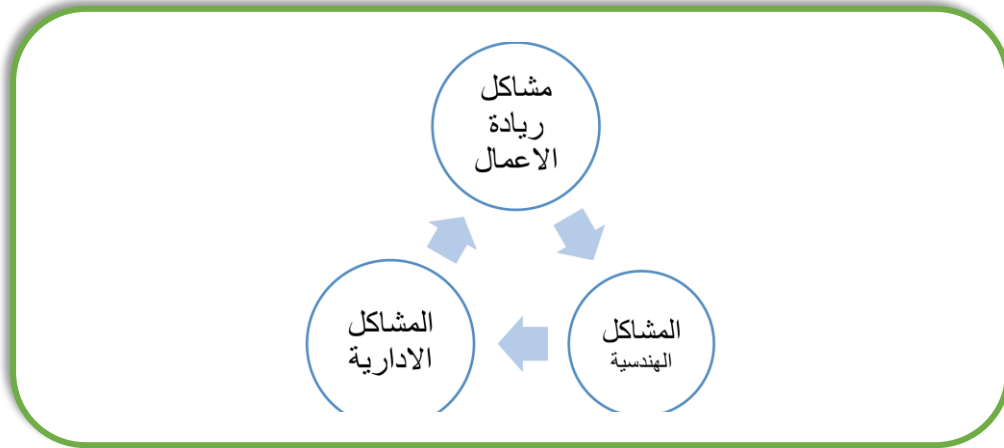 مشاكل
ريادة
الاعمال
المشاكل
الهندسية
المشاكل
الادارية